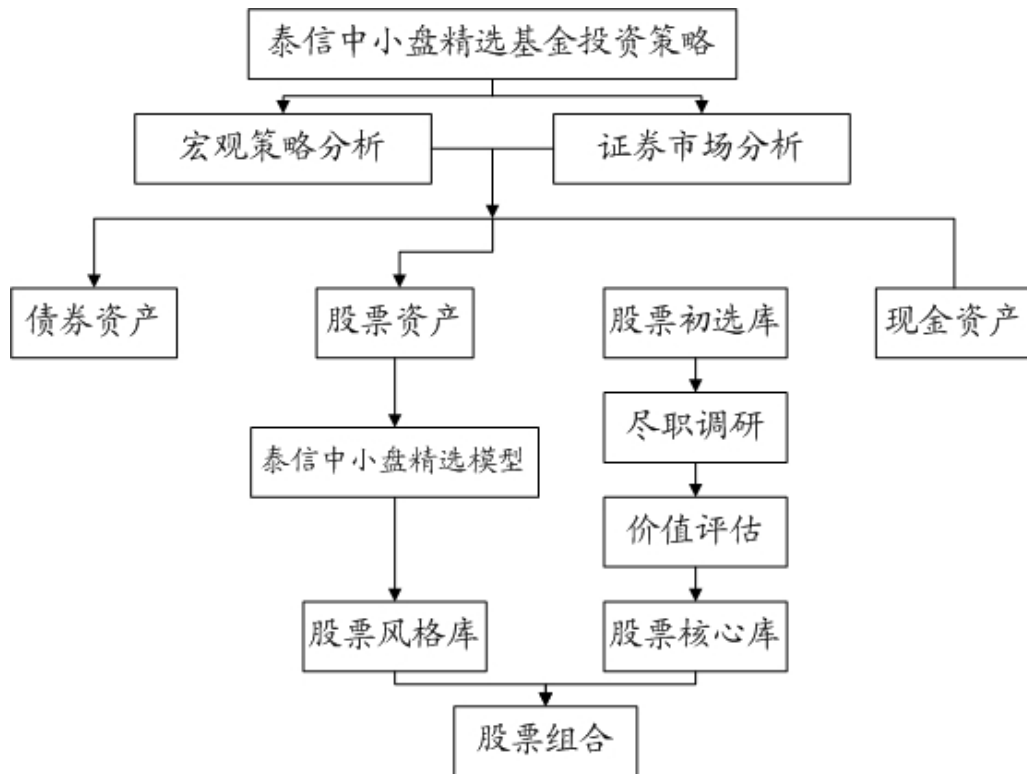 泰信中小盘精选基金投资策略
宏观策略分析
证券市场分析
债券资产
股票资产
股票初选库
现金资产
尽职调研
泰信中小盘精选模型
价值评估
股票风格库
股票核心库
股票组合